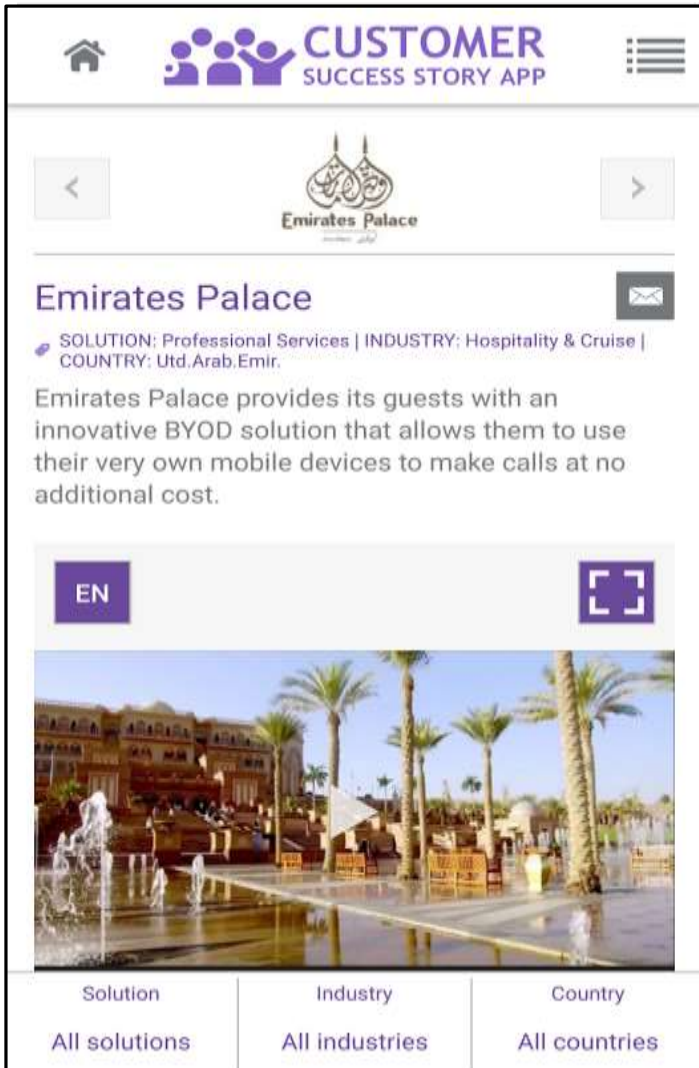 CUSTOMER
SUCCESS STORY APP
Emirates Palace
Emirates Palace
SOLUTION: Professional Services | INDUSTRY: Hospitality & Cruise |
COUNTRY: Utd.Arab.Emir.
Emirates Palace provides its guests with an
innovative BYOD solution that allows them to use
their very own mobile devices to make calls at no
additional cost.
EN
Solution Industry Country
All solutions All industries All countries